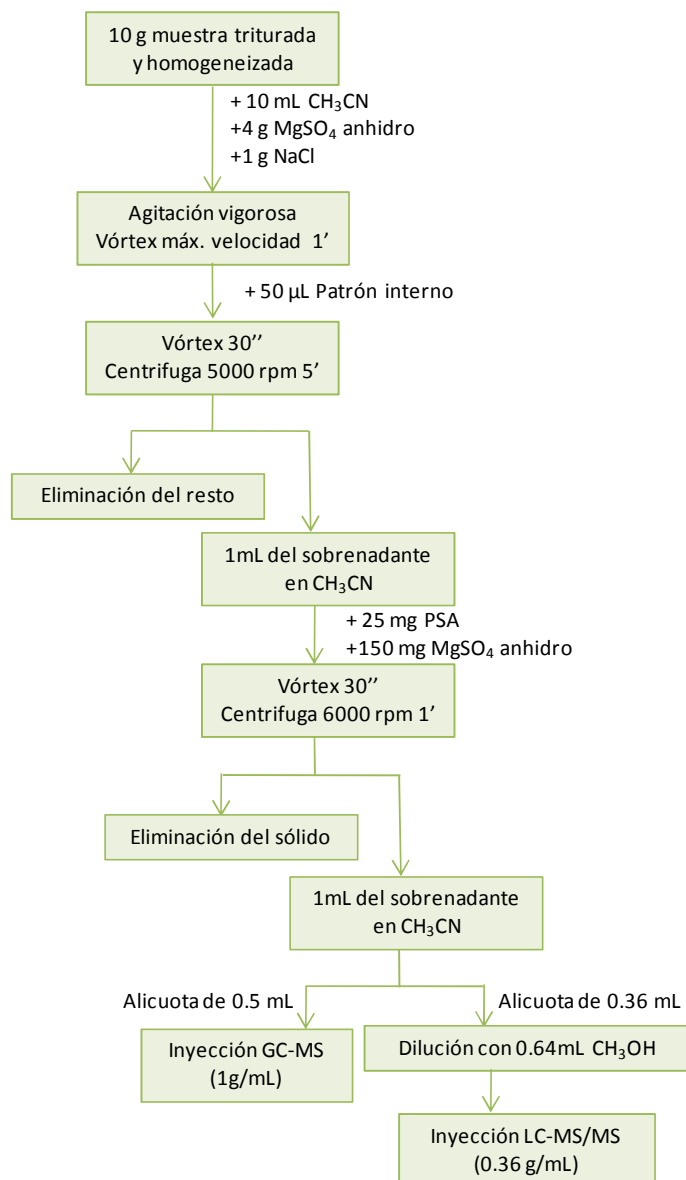 10 g muestra triturada
y homogeneizada
+ 10 mL CH₃CN
+4 g MgSO₄ anhidro
+1 g NaCl
Agitación vigorosa
Vórtex máx. velocidad 1’
+ 50 µL Patrón interno
Vórtex 30’’
Centrifuga 5000 rpm 5’
Eliminación del resto
1mL del sobrenadante
en CH₃CN
+ 25 mg PSA
+150 mg MgSO₄ anhidro
Vórtex 30’’
Centrifuga 6000 rpm 1’
Eliminación del sólido
1mL del sobrenadante
en CH₃CN
Alicuota de 0.5 mL
Alicuota de 0.36 mL
Inyección GC-MS
(1g/mL)
Dilución con 0.64mL CH₃OH
Inyección LC-MS/MS
(0.36 g/mL)